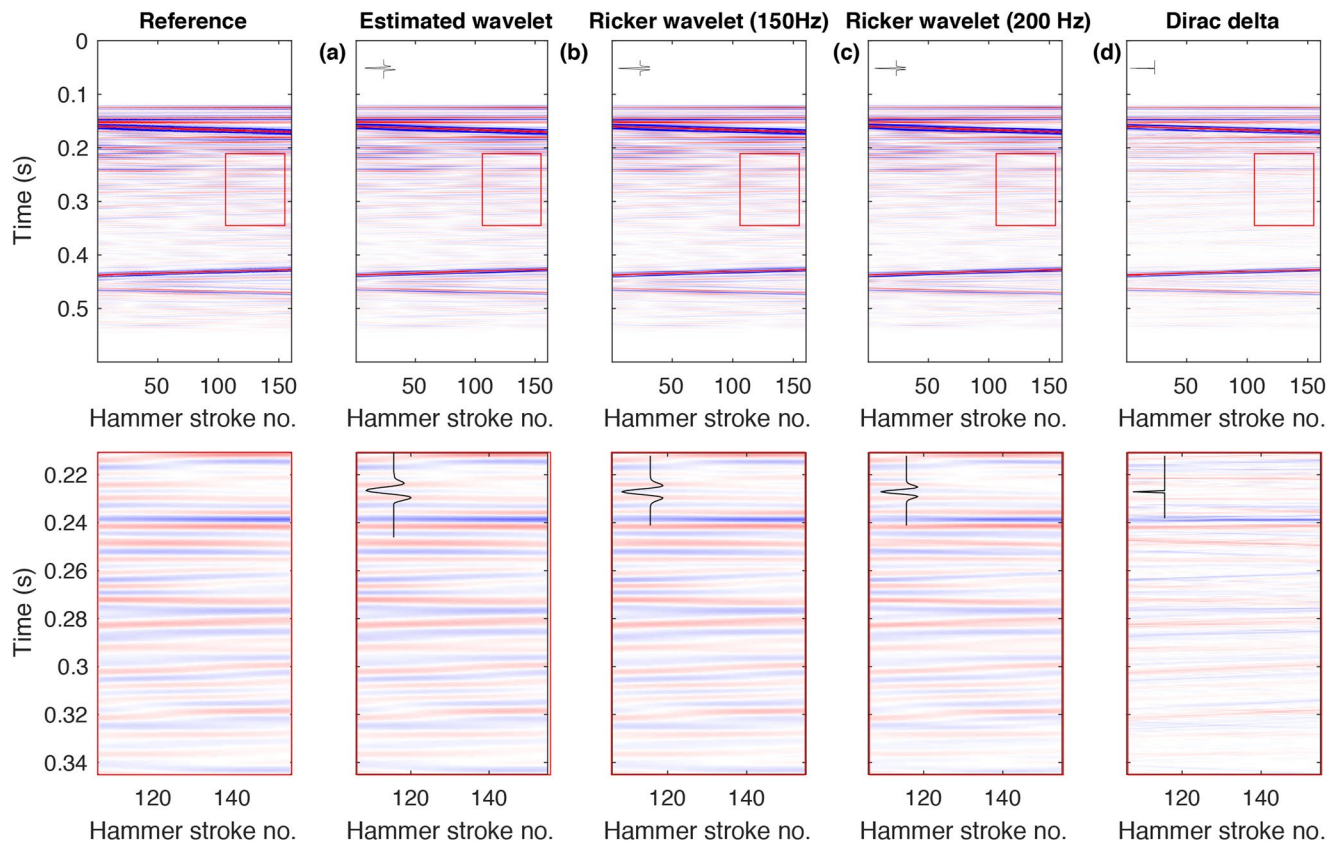 Reference
(a) Estimated wavelet
(b) Ricker wavelet (150Hz)
(c) Ricker wavelet (200 Hz)
(d) Dirac delta
Time (s)
0
0.1
0.2
0.3
0.4
0.5
50 100 150
50 100 150
50 100 150
50 100 150
50 100 150
Hammer stroke no.
Hammer stroke no.
Hammer stroke no.
Hammer stroke no.
Hammer stroke no.
Time (s)
0.22
0.24
0.26
0.28
0.3
0.32
0.34
120 140
120 140
120 140
120 140
120 140
Hammer stroke no.
Hammer stroke no.
Hammer stroke no.
Hammer stroke no.
Hammer stroke no.